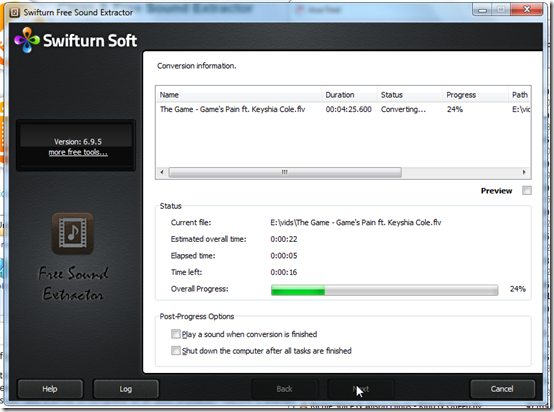 Swifturn Free Sound Extractor
Swifturn Soft
Conversion information.
Name Duration Status Progress Path
The Game - Game's Pain ft. Keyshia Cole.flv 00:04:25.600 Converting... 24% E:\vid
Version: 6.9.5
more free tools...
Preview
Status
Current file: E:\vids\The Game - Game's Pain ft. Keyshia Cole.flv
Estimated overall time: 0:00:22
Elapsed time: 0:00:05
Time left: 0:00:16
Overall Progress: 24%
Free Sound
Extractor
Post-Progress Options
Play a sound when conversion is finished
Shut down the computer after all tasks are finished
Help Log Back Next Cancel